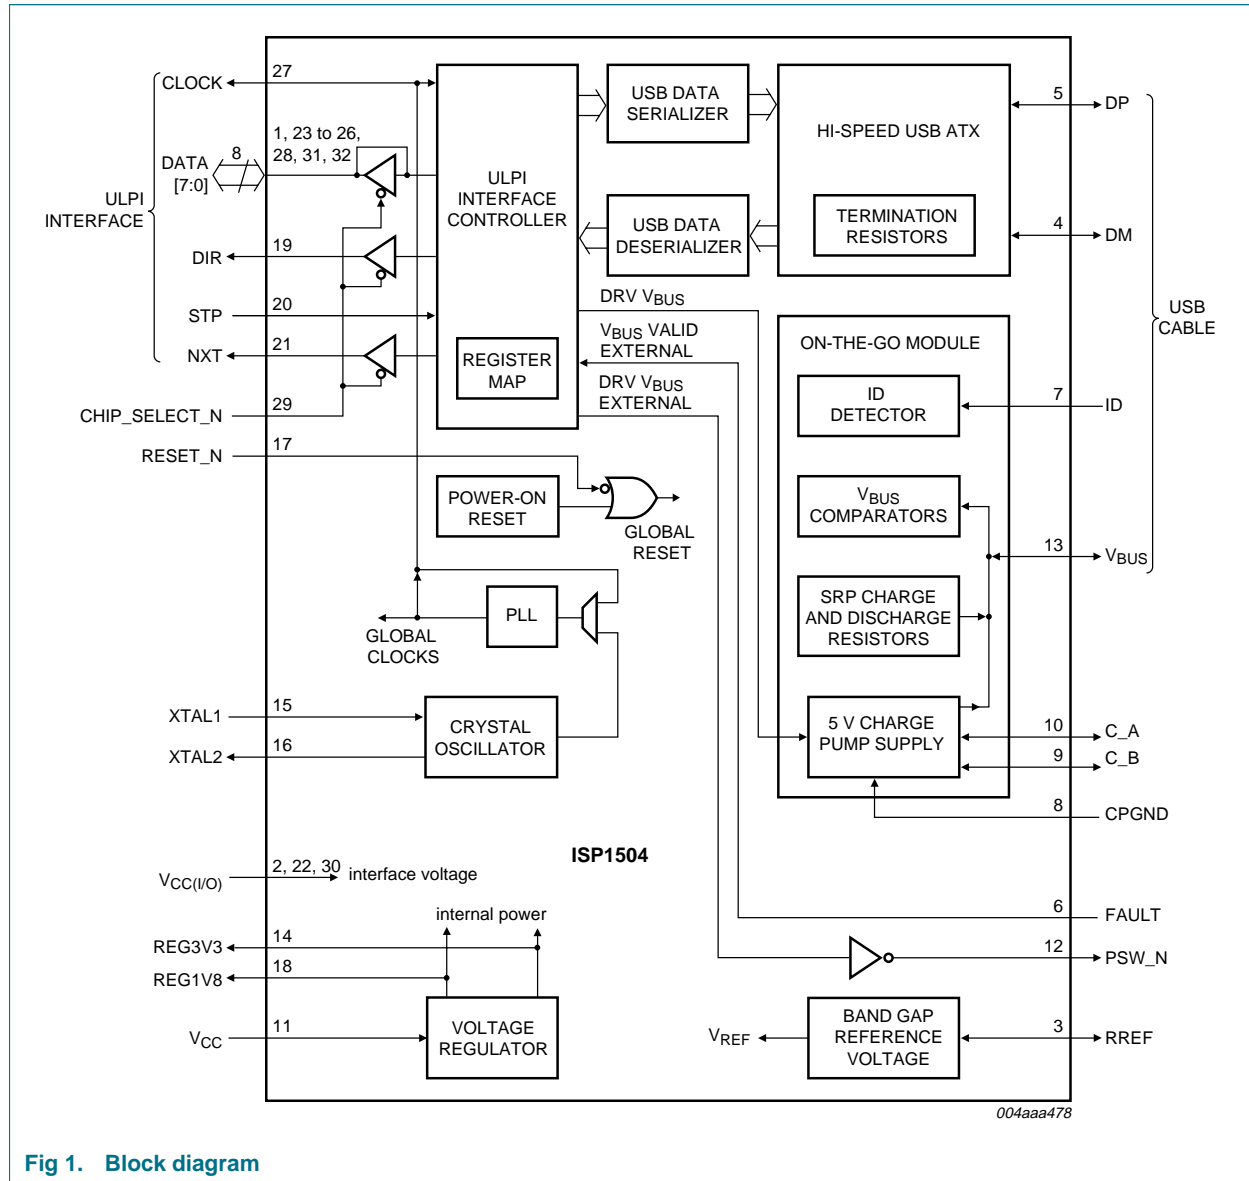 CLOCK
27
1, 23 to 26,
28, 31, 32
8
DATA
[7:0]
ULPI
INTERFACE
DIR
19
STP
20
NXT
21
CHIP_SELECT_N
29
RESET_N
17
ULPI
INTERFACE
CONTROLLER
REGISTER
MAP
USB DATA
SERIALIZER
USB DATA
DESERIALIZER
HI-SPEED USB ATX
TERMINATION
RESISTORS
5
DP
4
DM
USB
CABLE
DRV VBUS
VBUS VALID
EXTERNAL
DRV VBUS
EXTERNAL
ON-THE-GO MODULE
ID
DETECTOR
7
ID
VBUS
COMPARATORS
13
VBUS
SRP CHARGE
AND DISCHARGE
RESISTORS
5 V CHARGE
PUMP SUPPLY
10
C_A
9
C_B
8
CPGND
POWER-ON
RESET
GLOBAL
RESET
PLL
GLOBAL
CLOCKS
XTAL1
15
XTAL2
16
CRYSTAL
OSCILLATOR
ISP1504
VCC(I/O)
2, 22, 30
interface voltage
internal power
REG3V3
14
REG1V8
18
VCC
11
VOLTAGE
REGULATOR
6
FAULT
12
PSW_N
VREF
BAND GAP
REFERENCE
VOLTAGE
3
RREF
004aaa478
Fig 1. Block diagram